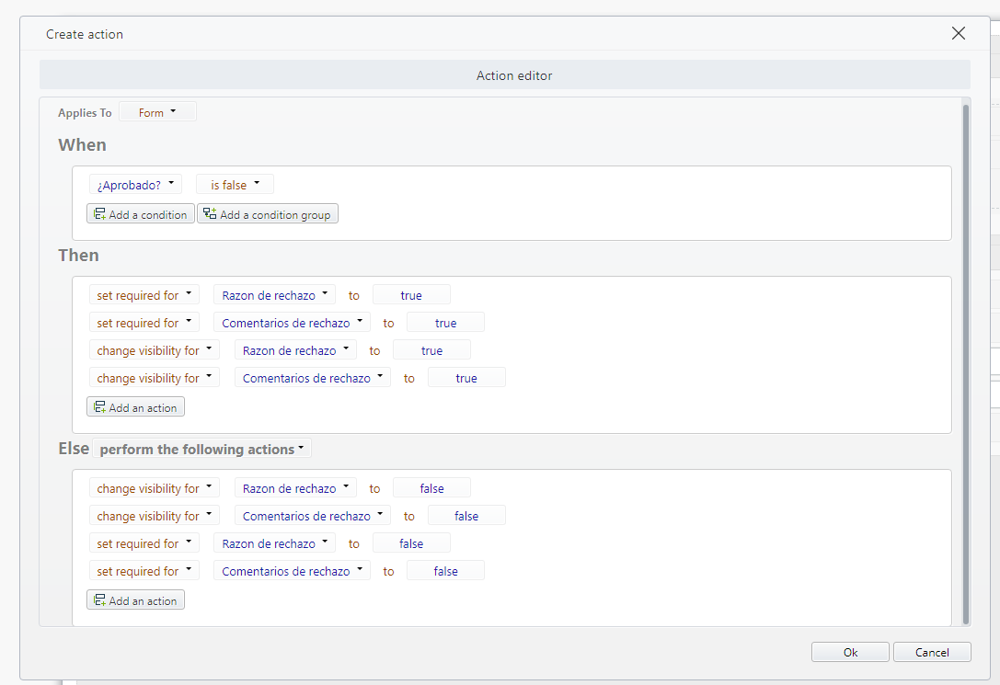 Create action
Action editor
Applies To Form
When
¿Aprobado? is false
Add a condition Add a condition group
Then
set required for Razon de rechazo to true
set required for Comentarios de rechazo to true
change visibility for Razon de rechazo to true
change visibility for Comentarios de rechazo to true
Add an action
Else perform the following actions
change visibility for Razon de rechazo to false
change visibility for Comentarios de rechazo to false
set required for Razon de rechazo to false
set required for Comentarios de rechazo to false
Add an action
Ok Cancel